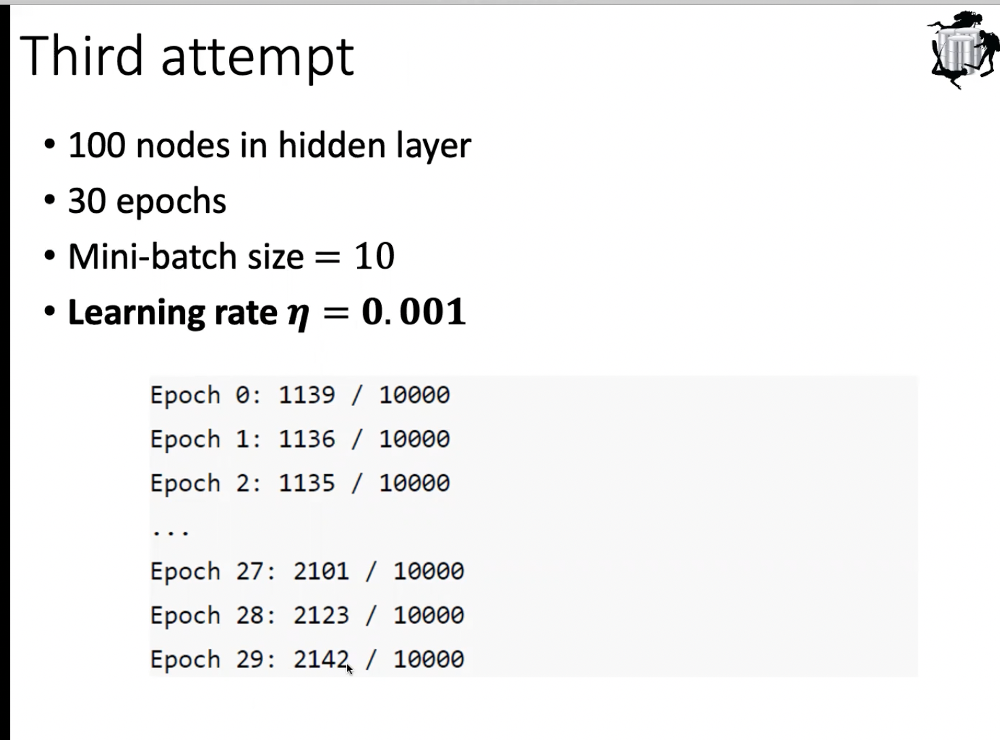 Third attempt
• 100 nodes in hidden layer
• 30 epochs
• Mini-batch size = 10
• Learning rate η = 0.001
Epoch 0: 1139 / 10000
Epoch 1: 1136 / 10000
Epoch 2: 1135 / 10000
...
Epoch 27: 2101 / 10000
Epoch 28: 2123 / 10000
Epoch 29: 2142 / 10000